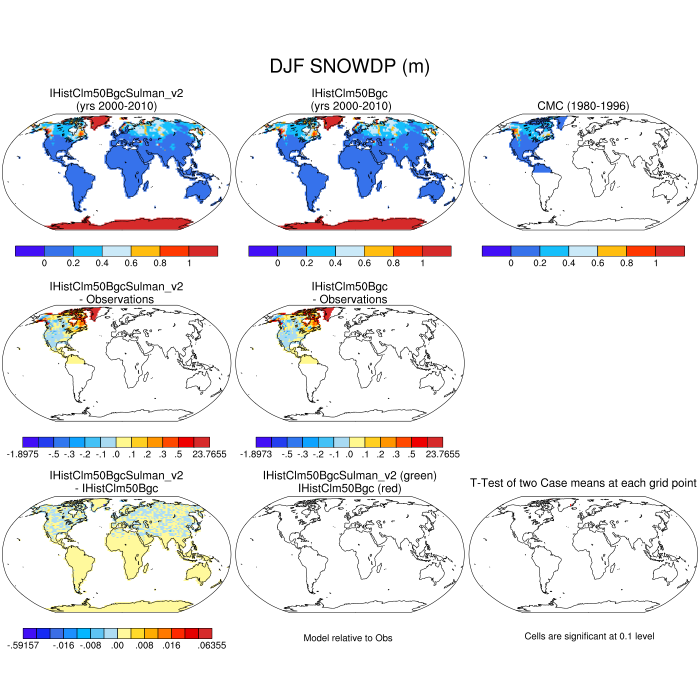 DJF SNOWDP (m)
IHistClm50BgcSulman_v2
(yrs 2000-2010)
IHistClm50Bgc
(yrs 2000-2010)
CMC (1980-1996)
0 0.2 0.4 0.6 0.8 1
0 0.2 0.4 0.6 0.8 1
0 0.2 0.4 0.6 0.8 1
IHistClm50BgcSulman_v2
- Observations
IHistClm50Bgc
- Observations
-1.8975 -.5 -.3 -.2 -.1 .0 .1 .2 .3 .5 23.7655
-1.8975 -.5 -.3 -.2 -.1 .0 .1 .2 .3 .5 23.7655
IHistClm50BgcSulman_v2
- IHistClm50Bgc
IHistClm50BgcSulman_v2 (green)
IHistClm50Bgc (red)
T-Test of two Case means at each grid point
-.59157 -.016 -.008 .00 .008 .016 .06355
Model relative to Obs
Cells are significant at 0.1 level